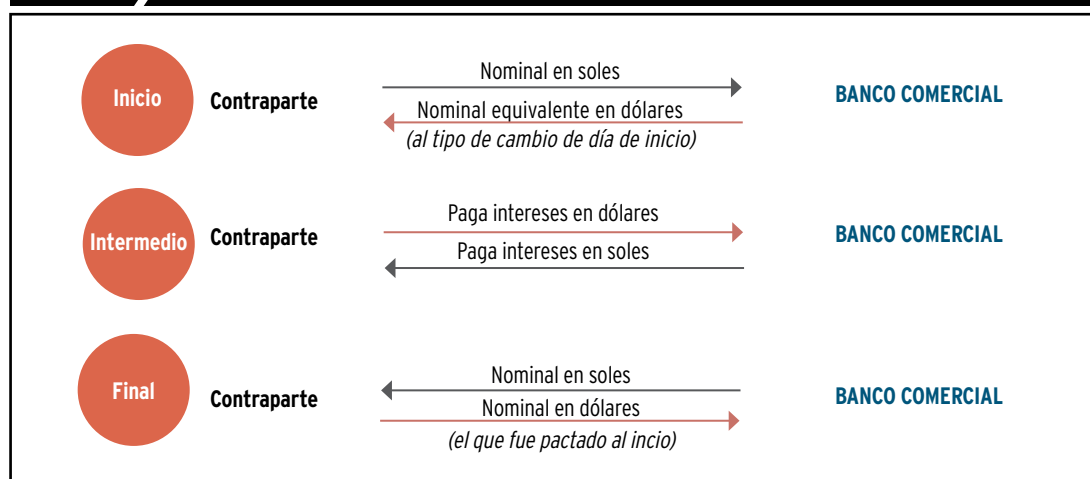 Nominal en soles
Inicio Contraparte BANCO COMERCIAL
Nominal equivalente en dólares
(al tipo de cambio de día de inicio)
Paga intereses en dólares
Intermedio Contraparte BANCO COMERCIAL
Paga intereses en soles
Nominal en soles
Final Contraparte BANCO COMERCIAL
Nominal en dólares
(el que fue pactado al incio)